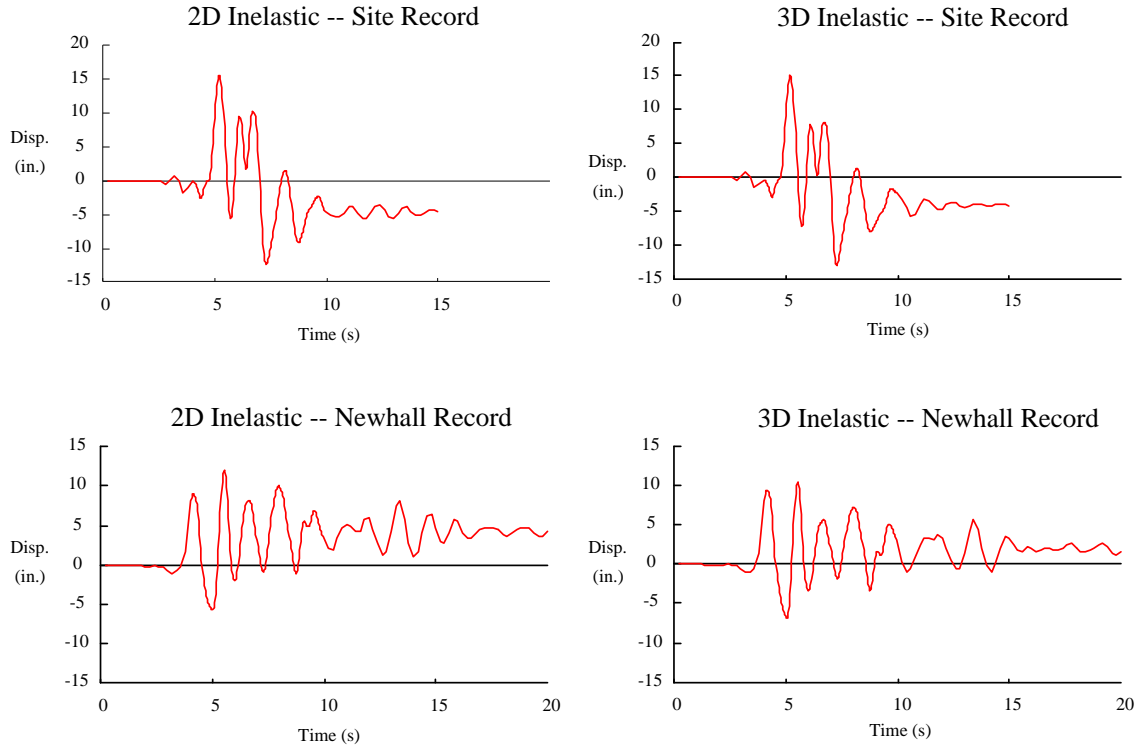 2D Inelastic -- Site Record
20
15
10
5
0
-5
-10
-15
Disp.
(in.)
0 5 10 15
Time (s)
3D Inelastic -- Site Record
20
15
10
5
0
-5
-10
-15
Disp.
(in.)
0 5 10 15
Time (s)
2D Inelastic -- Newhall Record
15
10
5
0
-5
-10
-15
Disp.
(in.)
0 5 10 15 20
Time (s)
3D Inelastic -- Newhall Record
15
10
5
0
-5
-10
-15
Disp.
(in.)
0 5 10 15 20
Time (s)